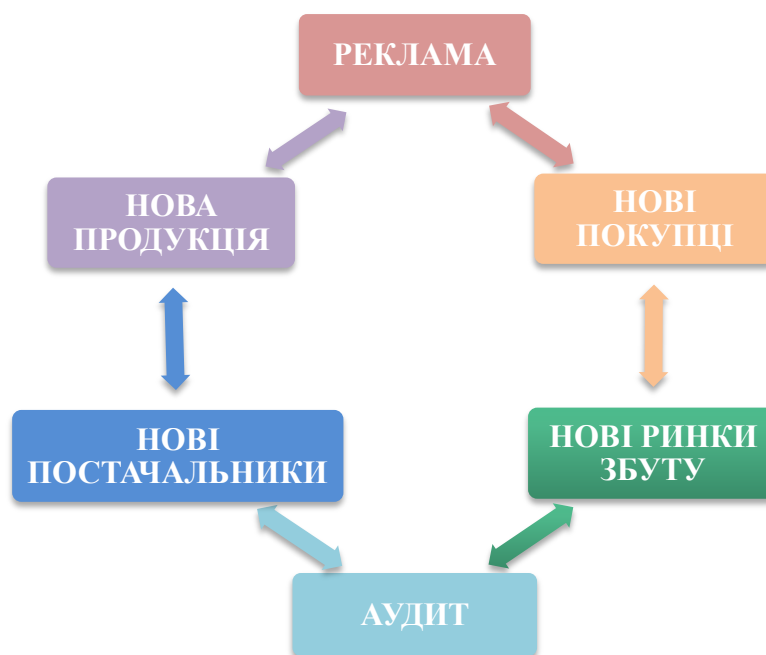 РЕКЛАМА
НОВА
ПРОДУКЦІЯ
НОВІ
ПОКУПЦІ
НОВІ
ПОСТАЧАЛЬНИКИ
НОВІ РИНКИ
ЗБУТУ
АУДИТ